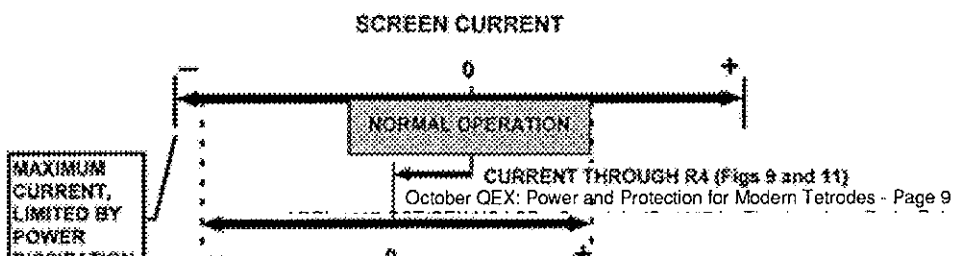 SCREEN CURRENT
− 0 +
NORMAL OPERATION
CURRENT THROUGH R4 (Figs 9 and 11)
October QEX: Power and Protection for Modern Tetrodes - Page 9
MAXIMUM
CURRENT,
LIMITED BY
POWER
DISSIPATION
0 +